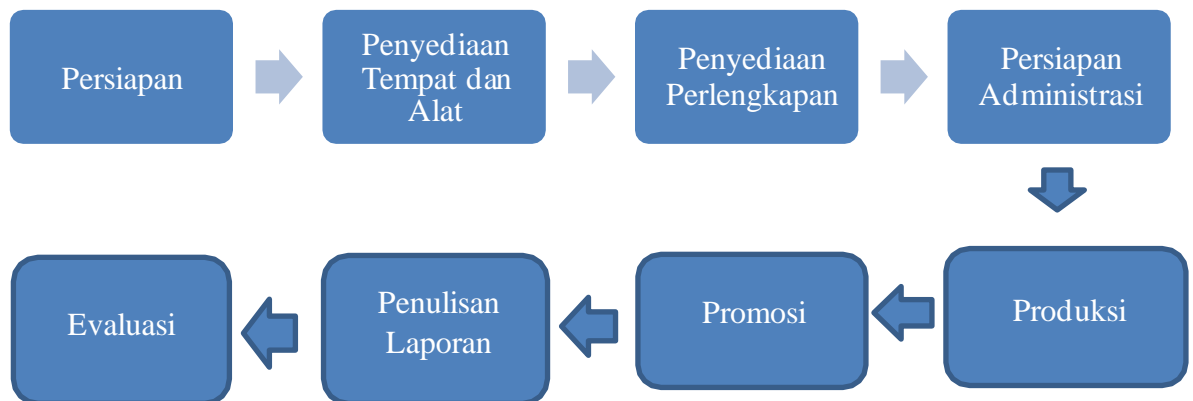 Persiapan
Penyediaan
Tempat dan
Alat
Penyediaan
Perlengkapan
Persiapan
Administrasi
Produksi
Promosi
Penulisan
Laporan
Evaluasi